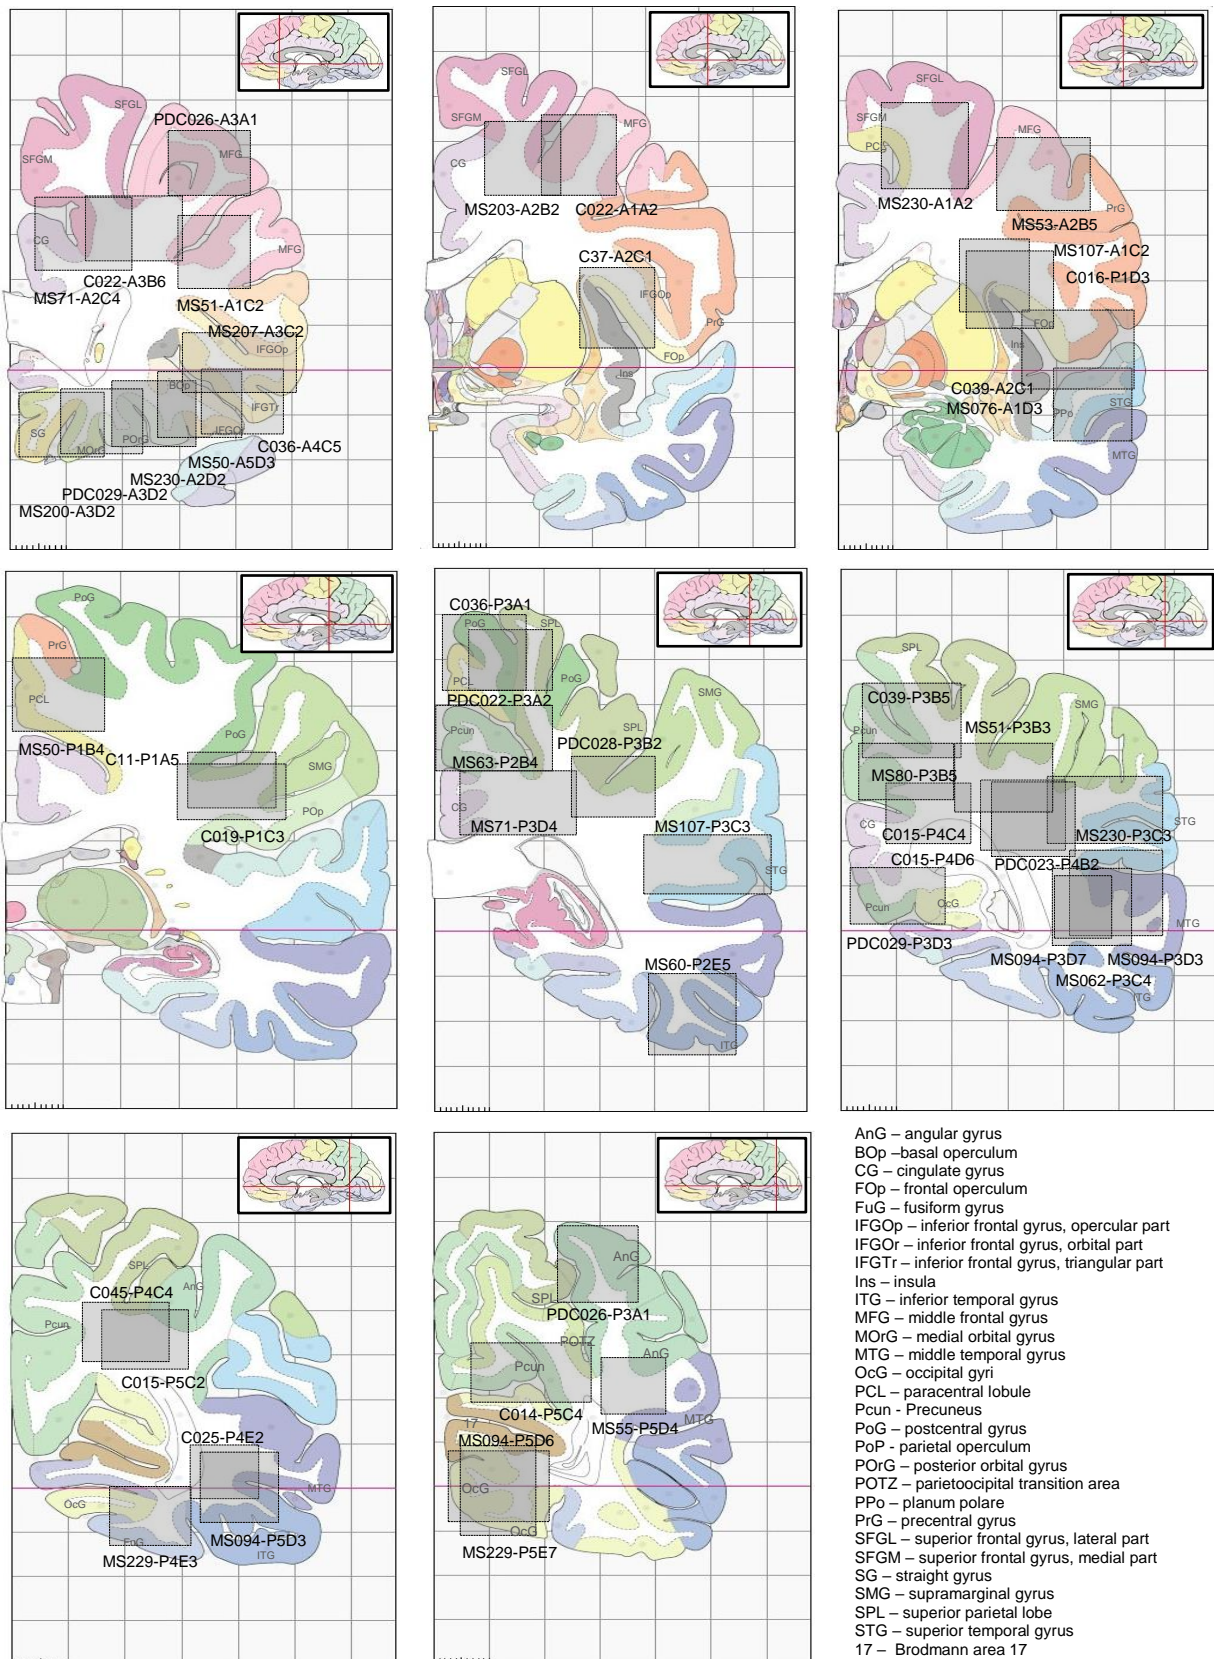 SFGL
PDC026-A3A1
SFGM
MFG
CG
MFG
C022-A3B6
MS71-A2C4
MS51-A1C2
MS207-A3C2
IFGOp
BOp
IFGTr
SG
MOrG
POrG
IFGOr
C036-A4C5
MS50-A5D3
MS230-A2D2
PDC029-A3D2
MS200-A3D2
SFGL
SFGM
MFG
CG
MS203-A2B2
C022-A1A2
C37-A2C1
IFGOp
PrG
FOp
Ins
SFGL
SFGM
MFG
PCG
MS230-A1A2
PrG
MS53-A2B5
MS107-A1C2
C016-P1D3
FOp
Ins
C039-A2C1
MS076-A1D3
STG
PPo
MTG
PoG
PrG
PCL
MS50-P1B4
C11-P1A5
PoG
SMG
POp
C019-P1C3
C036-P3A1
PoG
SPL
PCL
PoG
SMG
PDC022-P3A2
Pcun
SPL
PDC028-P3B2
MS63-P2B4
CG
MS71-P3D4
MS107-P3C3
STG
MS60-P2E5
ITG
SPL
C039-P3B5
SMG
MS51-P3B3
Pcun
MS80-P3B5
CG
STG
C015-P4C4
MS230-P3C3
C015-P4D6
PDC023-P4B2
Pcun
OcG
MTG
PDC029-P3D3
MS094-P3D7
MS094-P3D3
MS062-P3C4
ITG
SPL
AnG
C045-P4C4
Pcun
C015-P5C2
C025-P4E2
MTG
OcG
FuG
MS094-P5D3
MS229-P4E3
ITG
AnG
SPL
PDC026-P3A1
POTZ
AnG
Pcun
C014-P5C4
MS55-P5D4
17
MTG
MS094-P5D6
OcG
OcG
MS229-P5E7
AnG – angular gyrus
BOp –basal operculum
CG – cingulate gyrus
FOp – frontal operculum
FuG – fusiform gyrus
IFGOp – inferior frontal gyrus, opercular part
IFGOr – inferior frontal gyrus, orbital part
IFGTr – inferior frontal gyrus, triangular part
Ins – insula
ITG – inferior temporal gyrus
MFG – middle frontal gyrus
MOrG – medial orbital gyrus
MTG – middle temporal gyrus
OcG – occipital gyri
PCL – paracentral lobule
Pcun - Precuneus
PoG – postcentral gyrus
PoP - parietal operculum
POrG – posterior orbital gyrus
POTZ – parietoocipital transition area
PPo – planum polare
PrG – precentral gyrus
SFGL – superior frontal gyrus, lateral part
SFGM – superior frontal gyrus, medial part
SG – straight gyrus
SMG – supramarginal gyrus
SPL – superior parietal lobe
STG – superior temporal gyrus
17 – Brodmann area 17